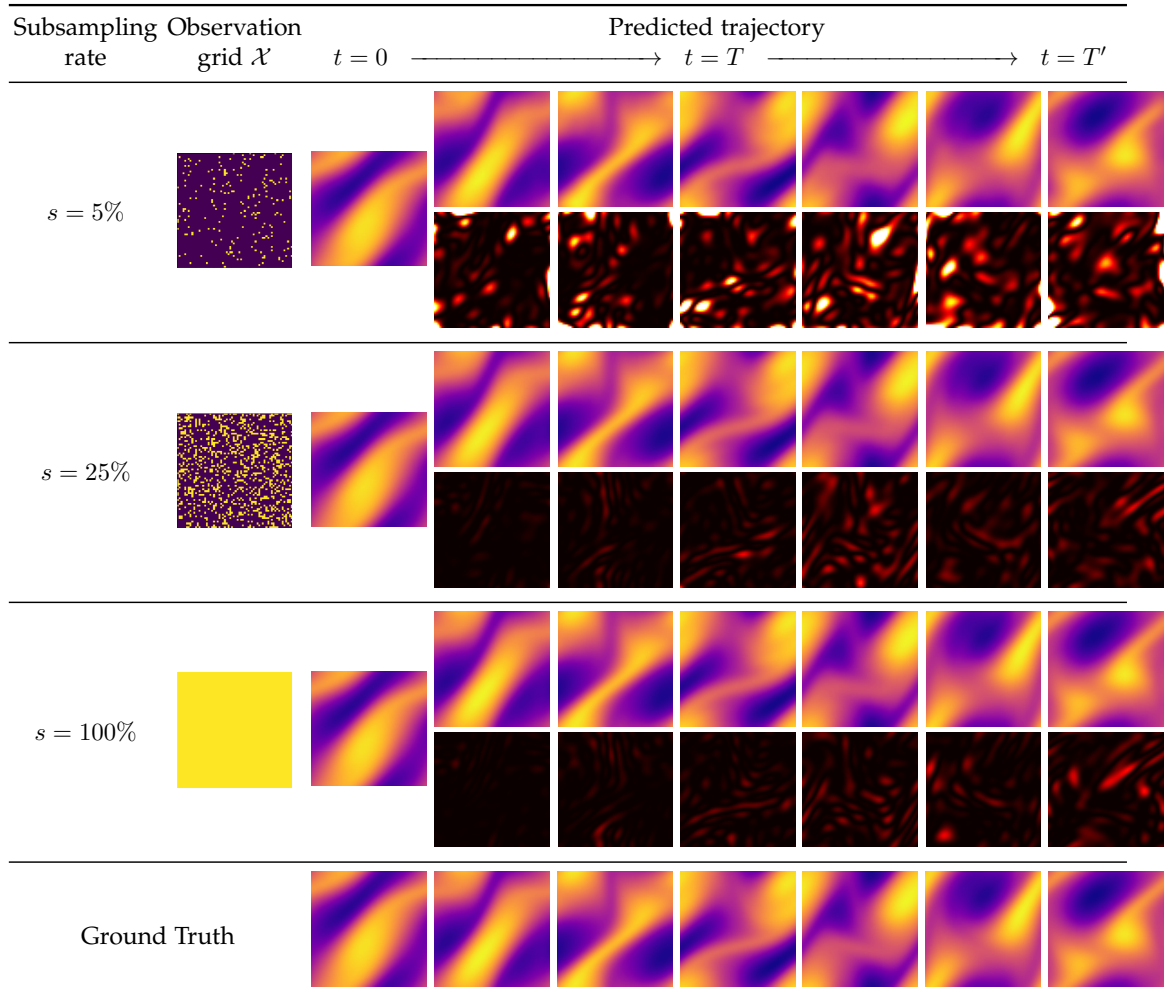 Subsampling Observation Predicted trajectory
rate grid 𝒳 t = 0 ⟶ t = T ⟶ t = T′
s = 5%
s = 25%
s = 100%
Ground Truth